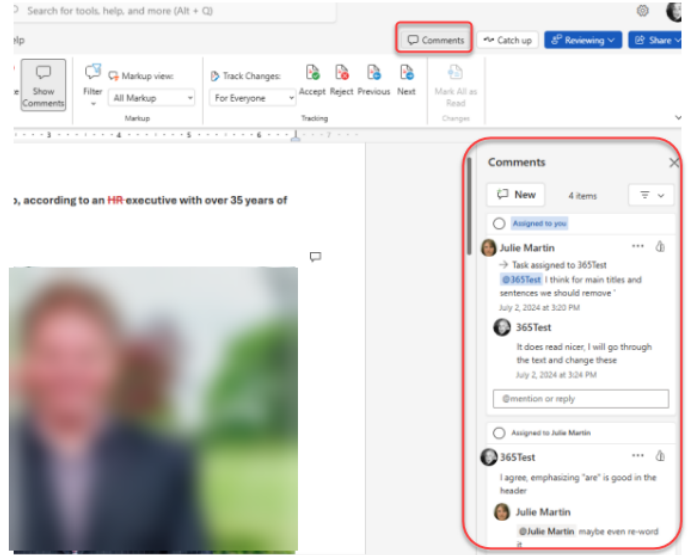 Search for tools, help, and more (Alt + Q)
lp
Comments
Catch up
Reviewing
Share
Show
Comments
Filter
Markup view:
All Markup
Markup
Track Changes:
For Everyone
Accept Reject Previous Next
Tracking
Mark All as
Read
Changes
3 4 5 6 7
, according to an HR executive with over 35 years of
Comments
New
4 items
Assigned to you
Julie Martin
→ Task assigned to 365Test
@365Test I think for main titles and
sentences we should remove '
July 2, 2024 at 3:20 PM
365Test
It does read nicer, I will go through
the text and change these
July 2, 2024 at 3:24 PM
@mention or reply
Assigned to Julie Martin
365Test
I agree, emphasizing "are" is good in the
header
Julie Martin
@Julie Martin maybe even re-word
it